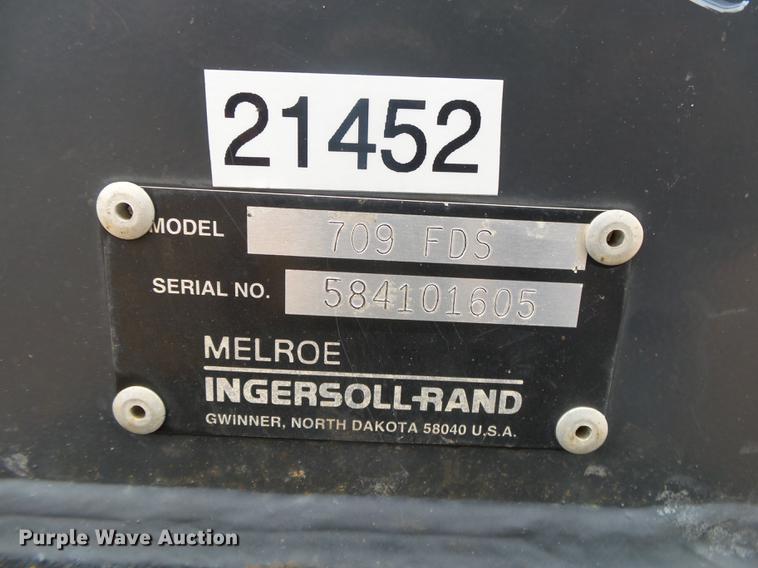 21452
MODEL 709 FDS
SERIAL NO. 584101605
MELROE
INGERSOLL-RAND
GWINNER, NORTH DAKOTA 58040 U.S.A.
Purple Wave Auction